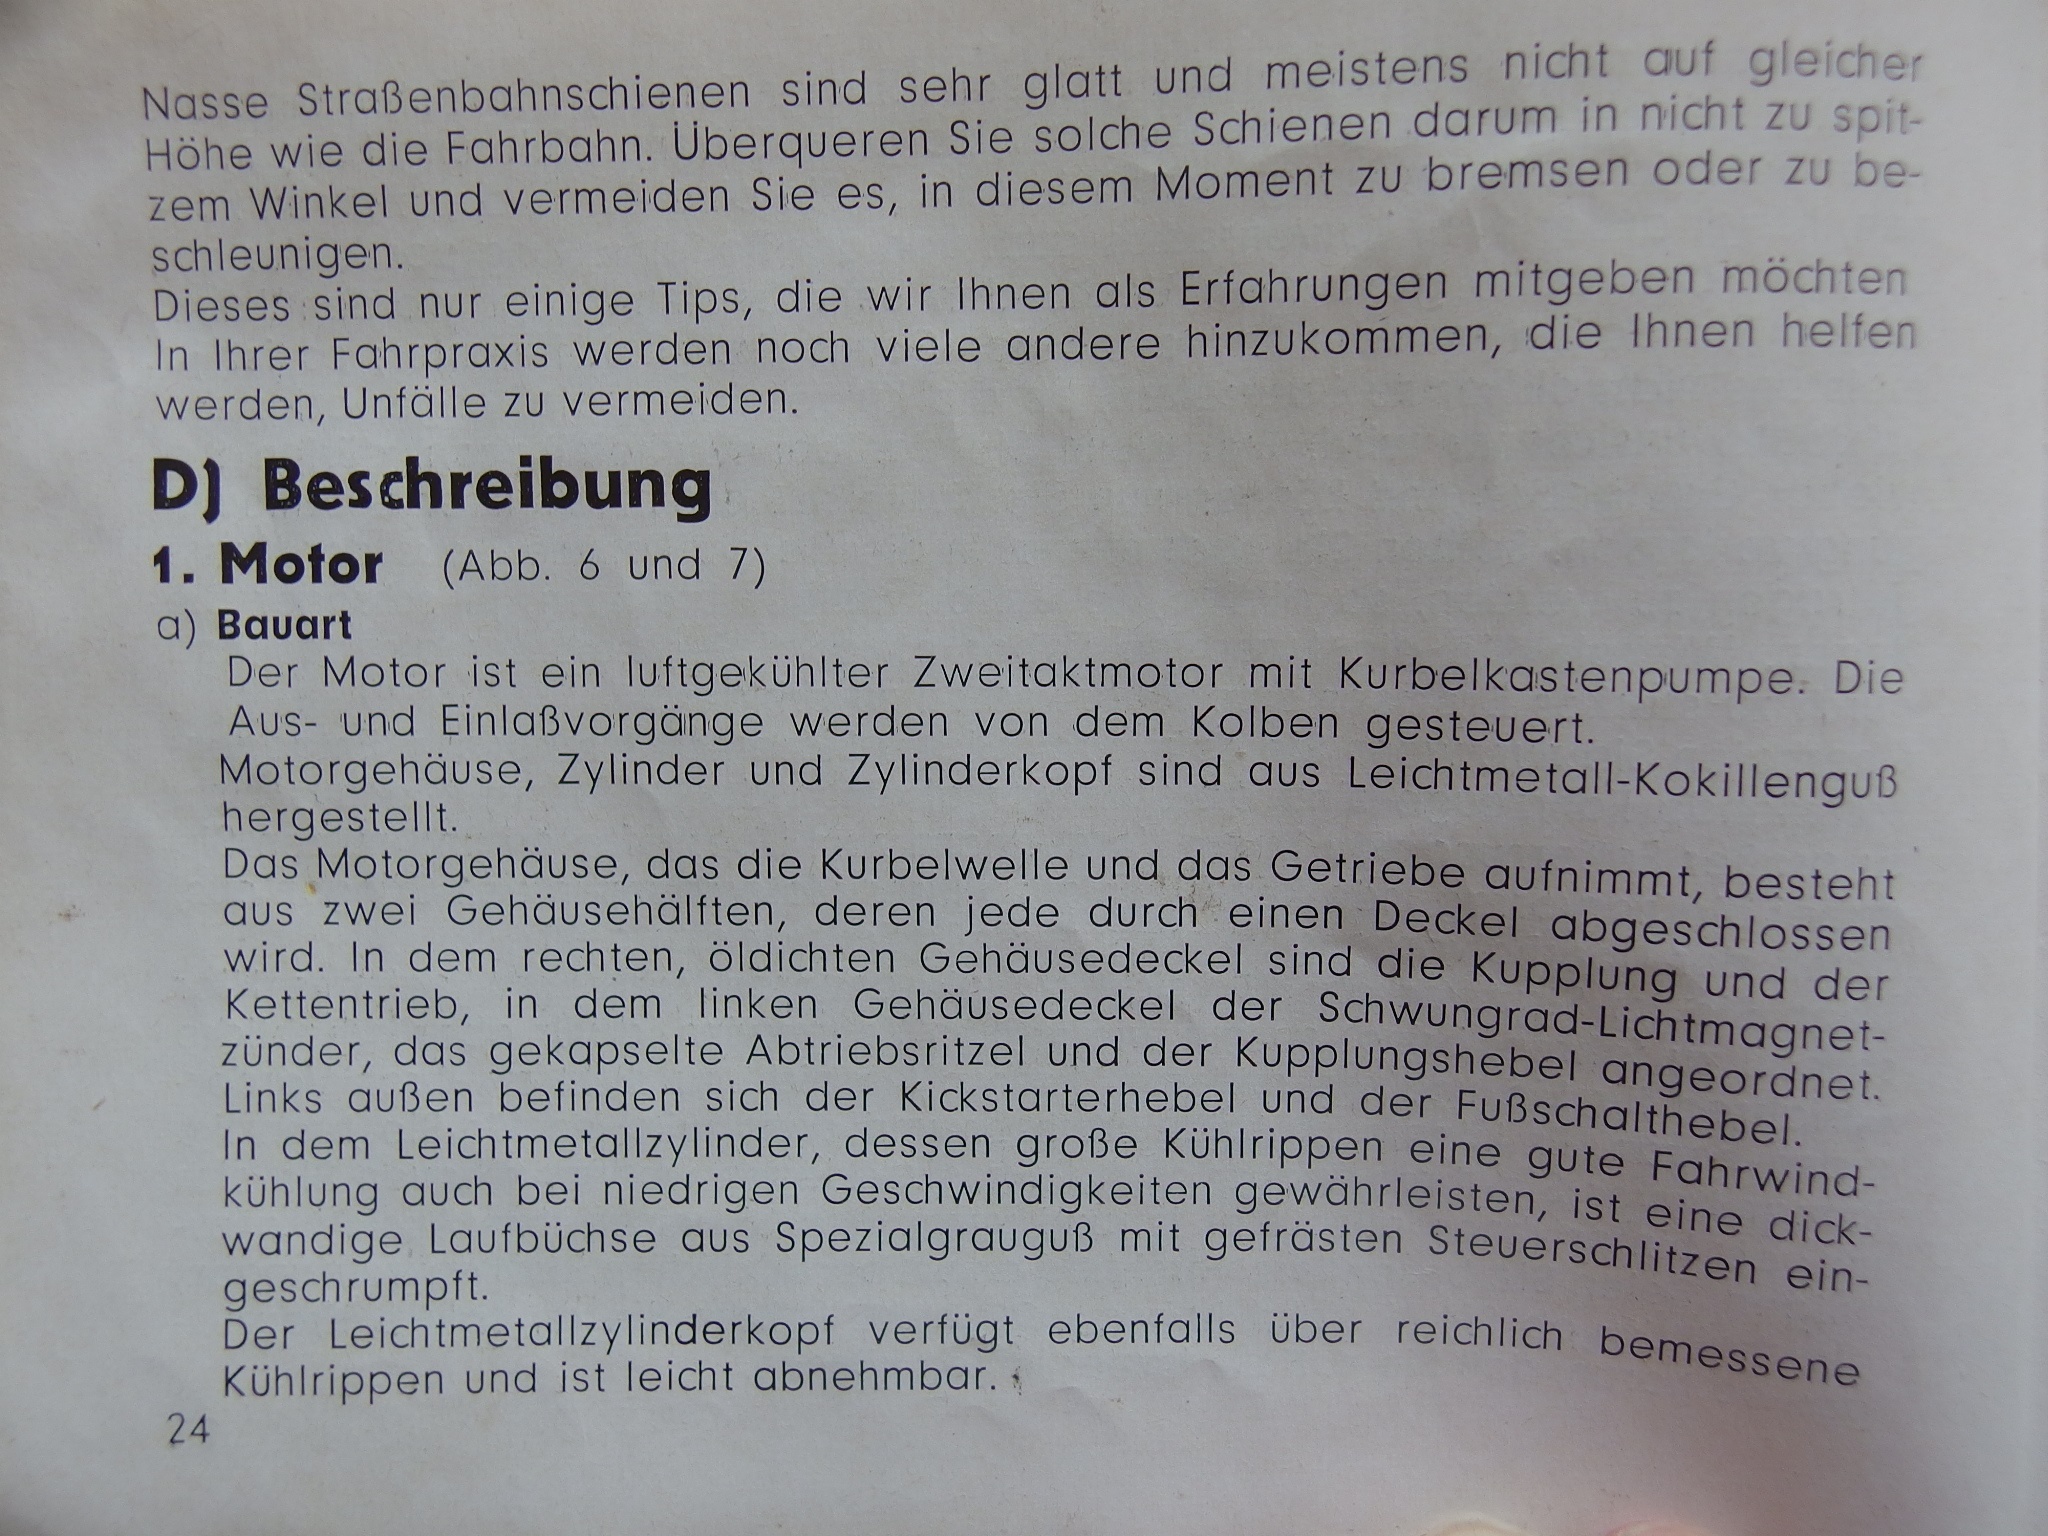 Nasse Straßenbahnschienen sind sehr glatt und meistens nicht auf gleicher
Höhe wie die Fahrbahn. Überqueren Sie solche Schienen darum in nicht zu spit-
zem Winkel und vermeiden Sie es, in diesem Moment zu bremsen oder zu be-
schleunigen.
Dieses sind nur einige Tips, die wir Ihnen als Erfahrungen mitgeben möchten
In Ihrer Fahrpraxis werden noch viele andere hinzukommen, die Ihnen helfen
werden, Unfälle zu vermeiden.
D) Beschreibung
1. Motor (Abb. 6 und 7)
a) Bauart
Der Motor ist ein luftgekühlter Zweitaktmotor mit Kurbelkastenpumpe. Die
Aus- und Einlaßvorgänge werden von dem Kolben gesteuert.
Motorgehäuse, Zylinder und Zylinderkopf sind aus Leichtmetall-Kokillenguß
hergestellt.
Das Motorgehäuse, das die Kurbelwelle und das Getriebe aufnimmt, besteht
aus zwei Gehäusehälften, deren jede durch einen Deckel abgeschlossen
wird. In dem rechten, öldichten Gehäusedeckel sind die Kupplung und der
Kettentrieb, in dem linken Gehäusedeckel der Schwungrad-Lichtmagnet-
zünder, das gekapselte Abtriebsritzel und der Kupplungshebel angeordnet.
Links außen befinden sich der Kickstarterhebel und der Fußschalthebel.
In dem Leichtmetallzylinder, dessen große Kühlrippen eine gute Fahrwind-
kühlung auch bei niedrigen Geschwindigkeiten gewährleisten, ist eine dick-
wandige Laufbüchse aus Spezialgrauguß mit gefrästen Steuerschlitzen ein-
geschrumpft.
Der Leichtmetallzylinderkopf verfügt ebenfalls über reichlich bemessene
Kühlrippen und ist leicht abnehmbar.
24